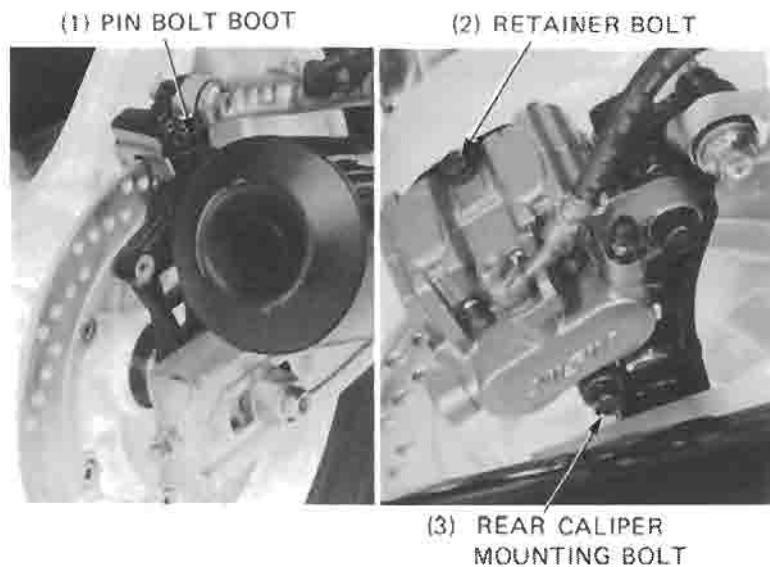 (1) PIN BOLT BOOT
(2) RETAINER BOLT
(3) REAR CALIPER
MOUNTING BOLT